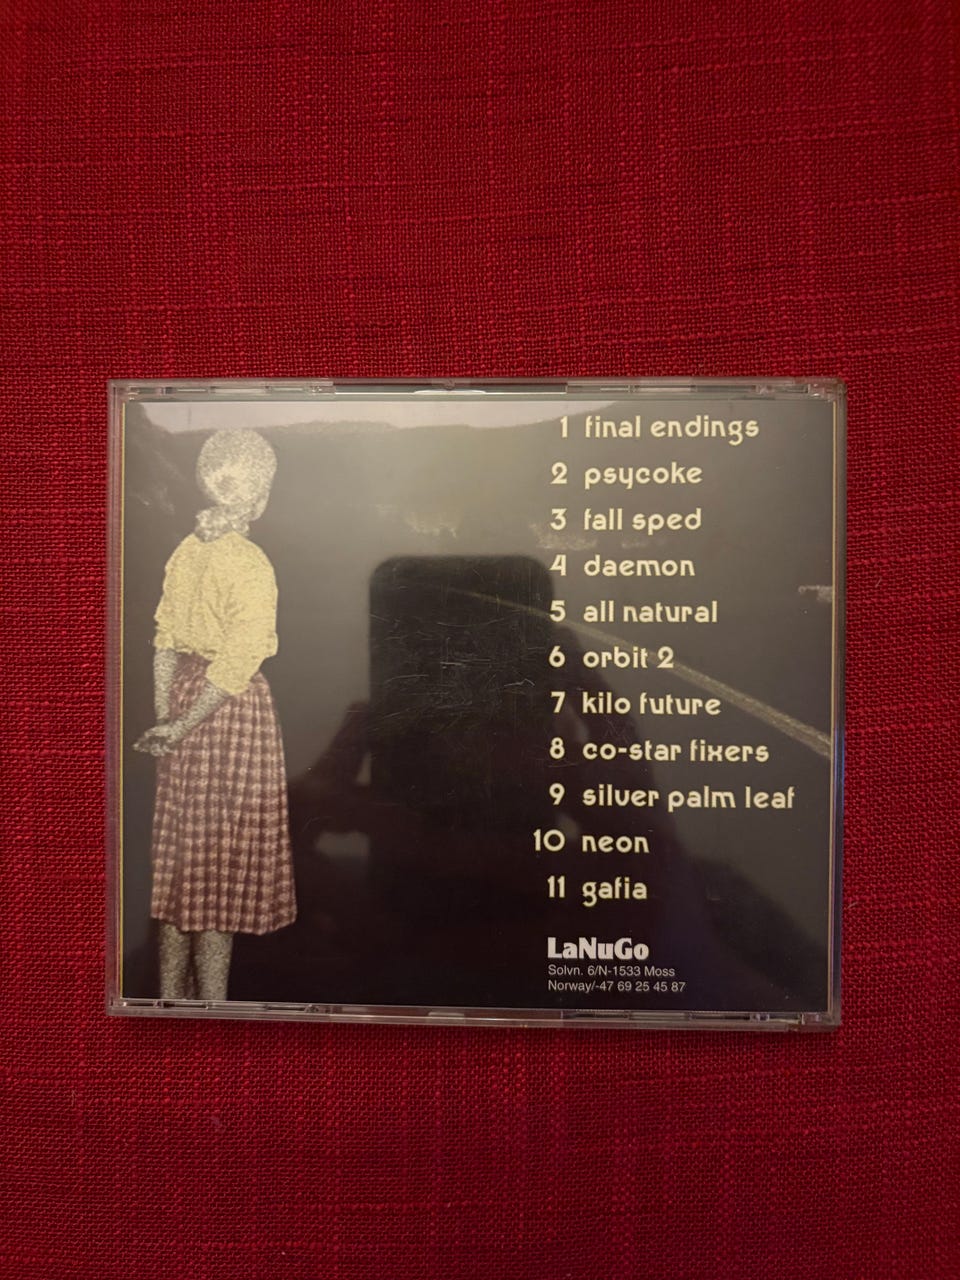 1 final endings
2 psycoke
3 fall sped
4 daemon
5 all natural
6 orbit 2
7 kilo future
8 co-star fixers
9 silver palm leaf
10 neon
11 gafia
LaNuGo
Solvn. 6/N-1533 Moss
Norway/-47 69 25 45 87